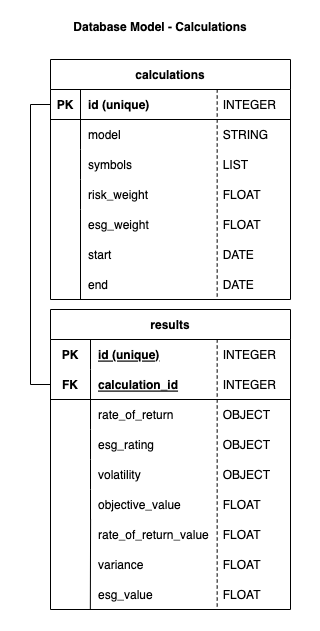 Database Model - Calculations
calculations
PK id (unique) INTEGER
model STRING
symbols LIST
risk_weight FLOAT
esg_weight FLOAT
start DATE
end DATE
results
PK id (unique) INTEGER
FK calculation_id INTEGER
rate_of_return OBJECT
esg_rating OBJECT
volatility OBJECT
objective_value FLOAT
rate_of_return_value FLOAT
variance FLOAT
esg_value FLOAT